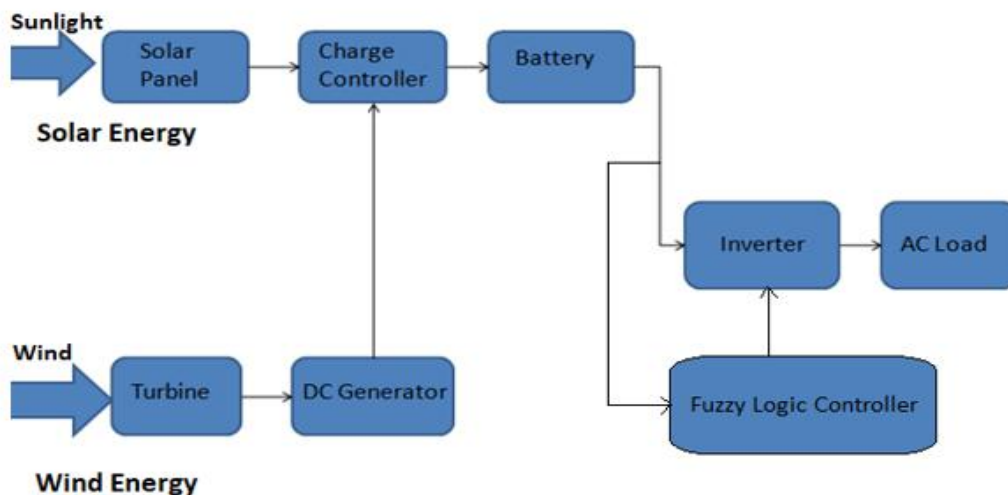 Sunlight
Solar
Panel
Charge
Controller
Battery
Solar Energy
Inverter
AC Load
Wind
Turbine
DC Generator
Fuzzy Logic Controller
Wind Energy